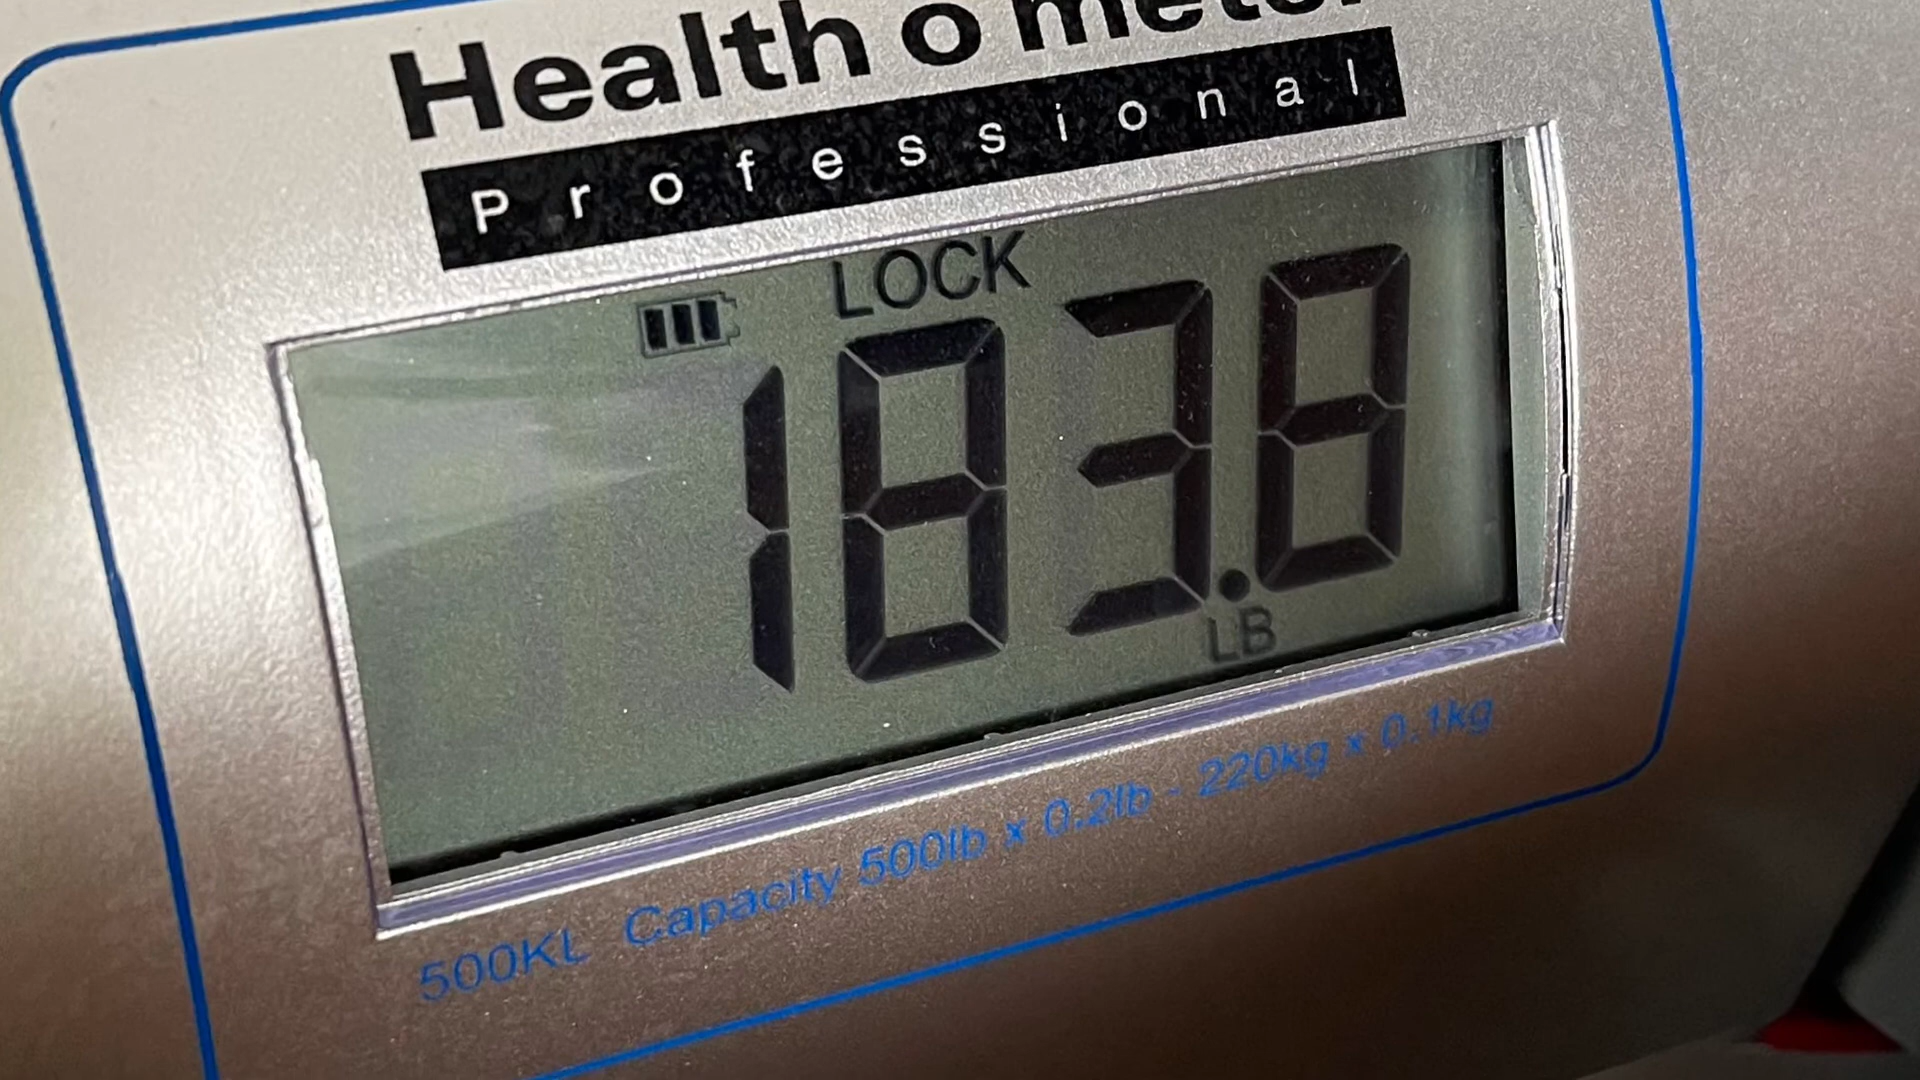 Health o meter
Professional
LOCK
183.8
LB
500KL Capacity 500lb x 0.2lb - 220kg x 0.1kg